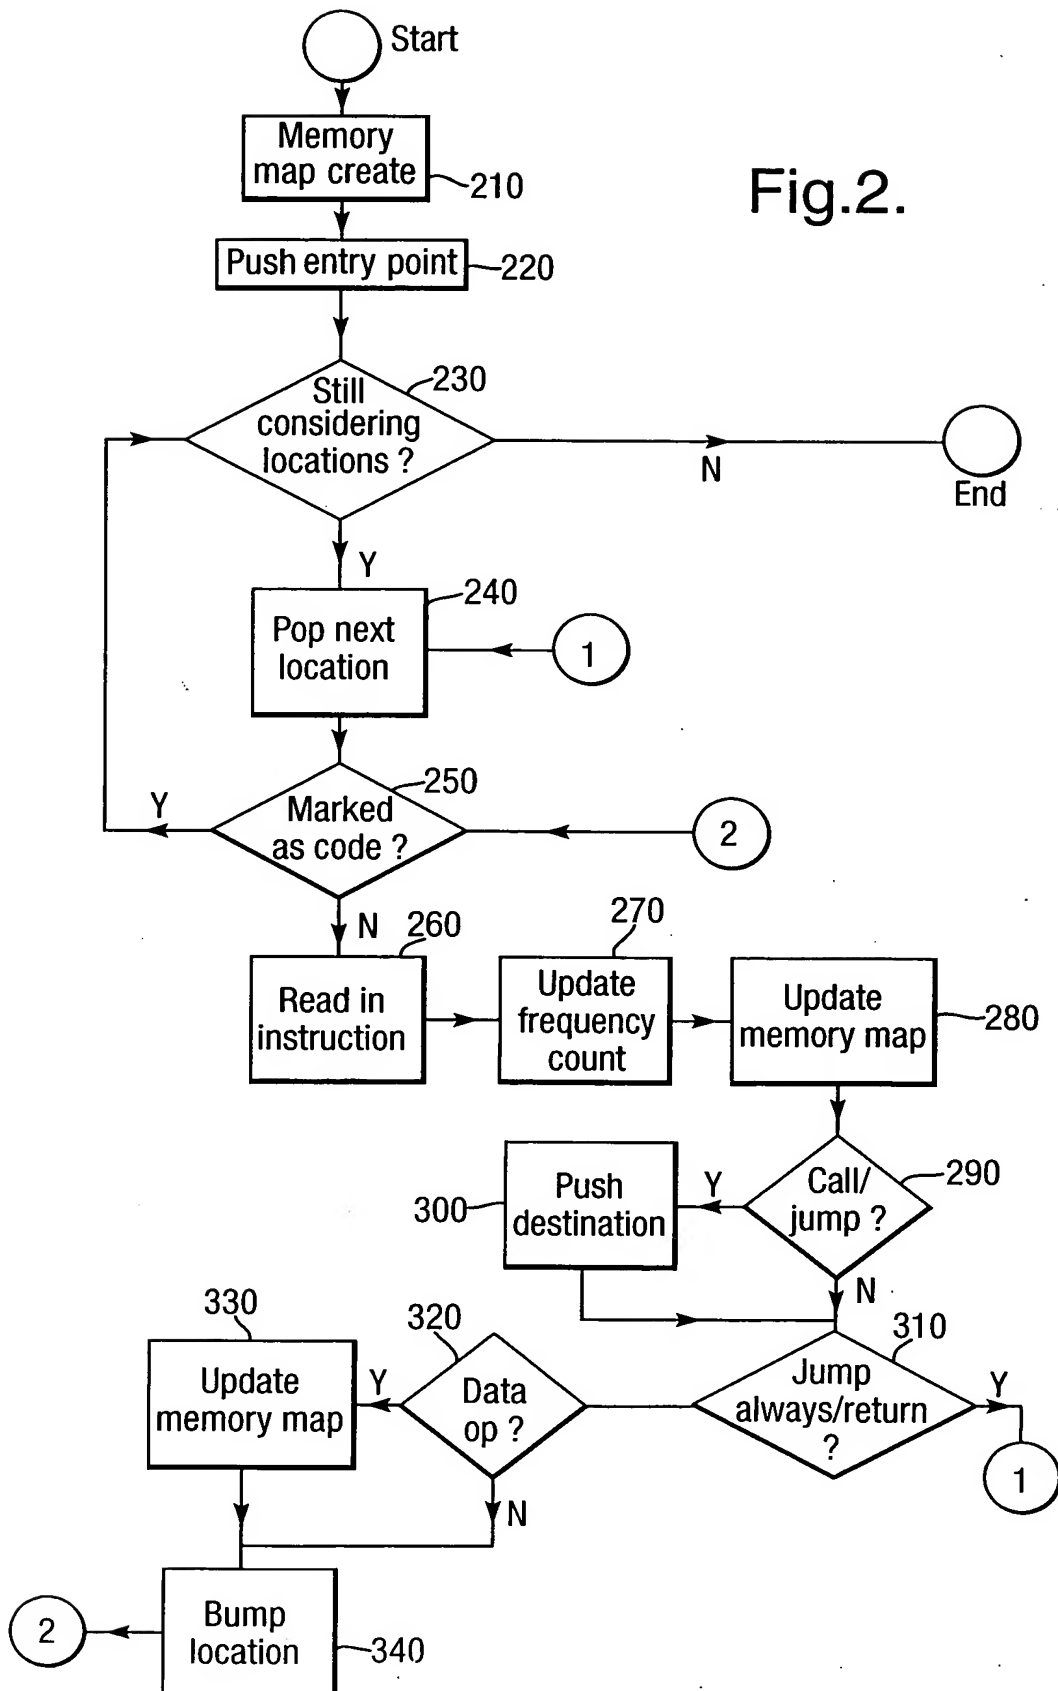 Start
Memory
map create
210
Fig.2.
Push entry point
220
Still
considering
locations ?
230
N
End
Y
Pop next
location
240
1
Marked
as code ?
250
Y
2
N
Read in
instruction
260
Update
frequency
count
270
Update
memory map
280
Call/
jump ?
290
Y
Push
destination
300
N
Jump
always/return
?
310
Y
1
Data
op ?
320
Y
Update
memory map
330
N
Bump
location
340
2